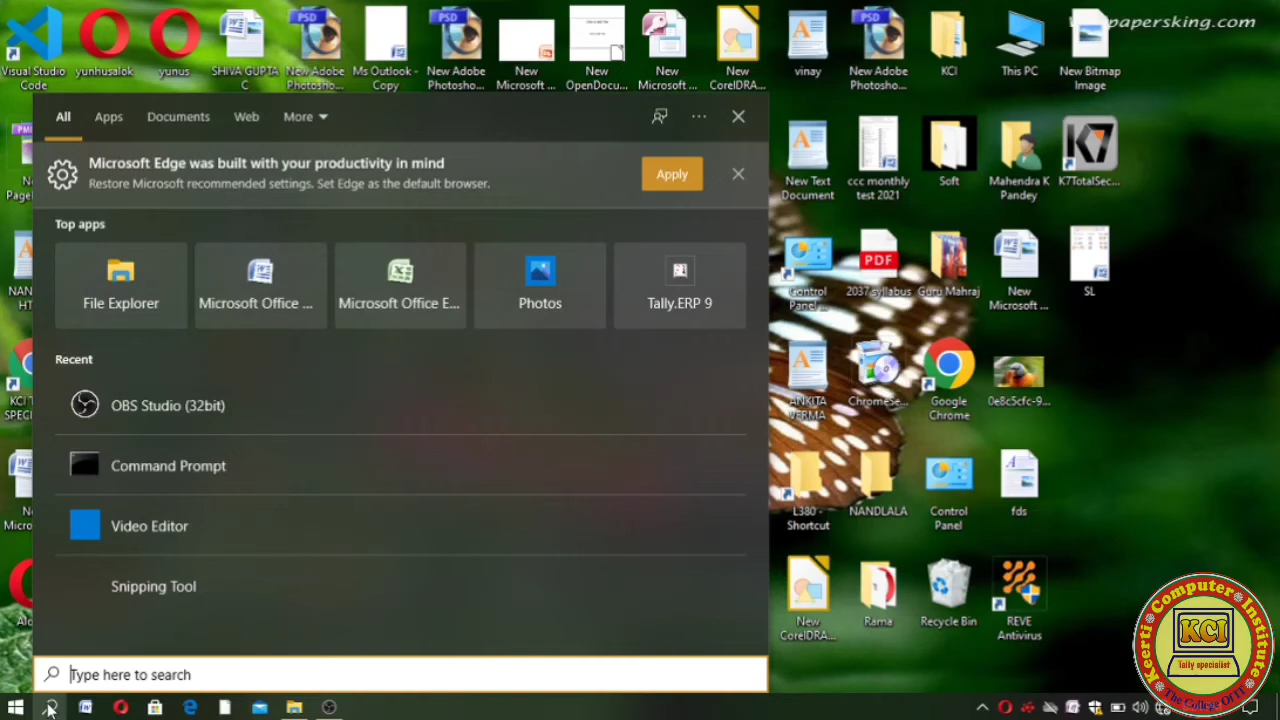 Visual Studio Code
yunhusalok
yunus
SHIVA GUPTA C
New Adobe Photosho...
Ms Outlook - Copy
New Adobe Photosho...
New Microsoft ...
New OpenDocu...
New Microsoft ...
New CorelDRA...
vinay
New Adobe Photosho...
KCI
This PC
New Bitmap Image
All
Apps
Documents
Web
More
Microsoft Edge was built with your productivity in mind
Restore Microsoft recommended settings. Set Edge as the default browser.
Apply
Top apps
File Explorer
Microsoft Office ...
Microsoft Office E...
Photos
Tally.ERP 9
Recent
OBS Studio (32bit)
Command Prompt
Video Editor
Snipping Tool
Type here to search
New Text Document
ccc monthly test 2021
Soft
Mahendra K Pandey
K7TotalSec...
Control Panel ...
PDF
2037 syllabus
Guru Mahraj
New Microsoft ...
SL
ANKITA VERMA
ChromeSe...
Google Chrome
0e8c5cfc-9...
L380 - Shortcut
NANDLALA
Control Panel
fds
New CorelDRA...
Rama
Recycle Bin
REVE Antivirus
Keerti Computer Institute
KCI
Tally specialist
The College Of IT